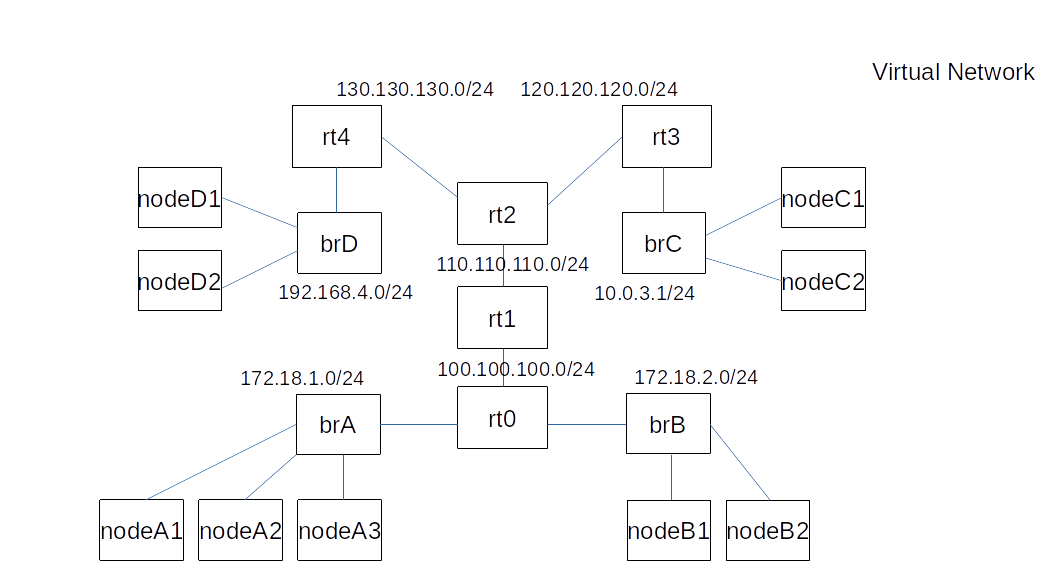 Virtual Network
130.130.130.0/24
120.120.120.0/24
rt4
rt3
nodeD1
rt2
nodeC1
brD
brC
nodeD2
110.110.110.0/24
nodeC2
192.168.4.0/24
10.0.3.1/24
rt1
100.100.100.0/24
172.18.1.0/24
172.18.2.0/24
brA
rt0
brB
nodeA1
nodeA2
nodeA3
nodeB1
nodeB2